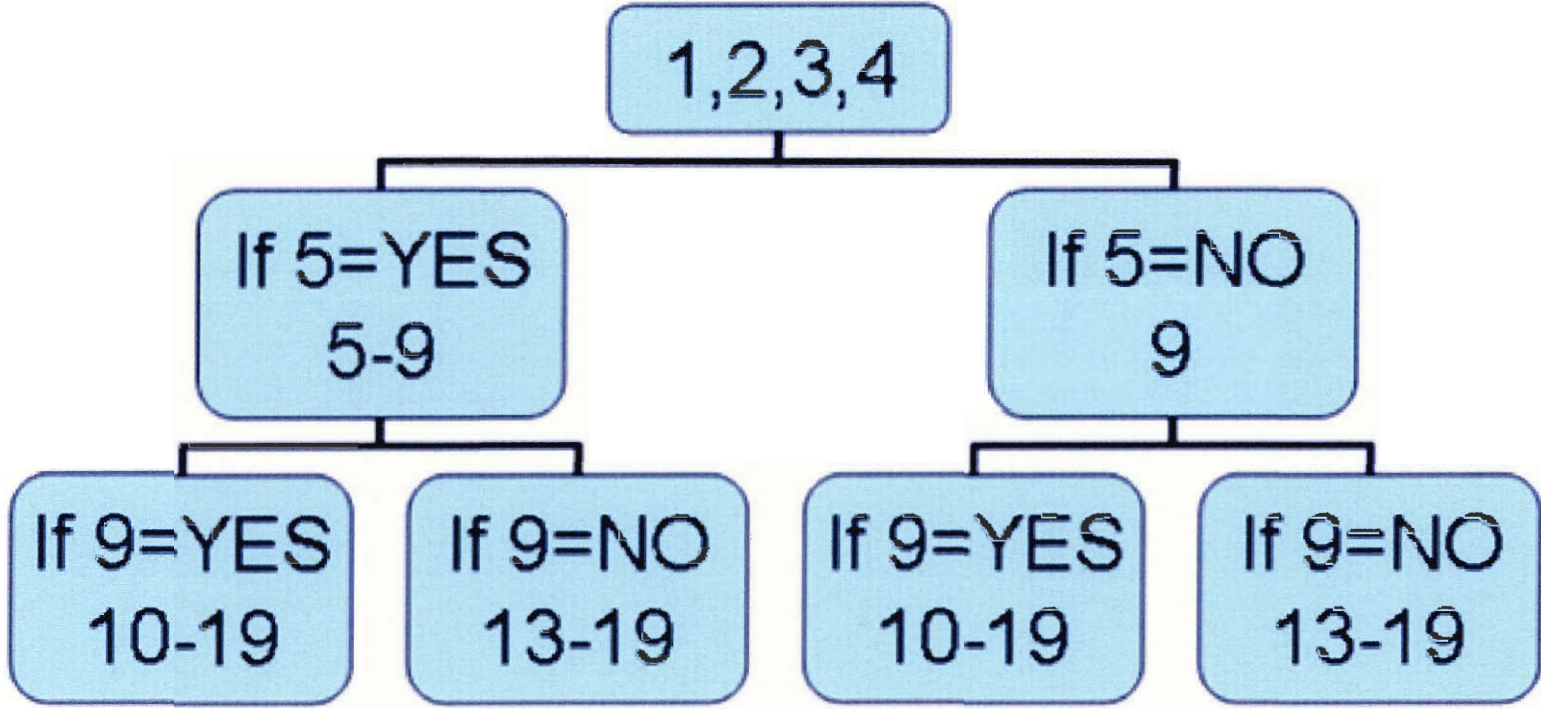 1,2,3,4
If 5=YES
5-9
If 5=NO
9
If 9=YES
10-19
If 9=NO
13-19
If 9=YES
10-19
If 9=NO
13-19